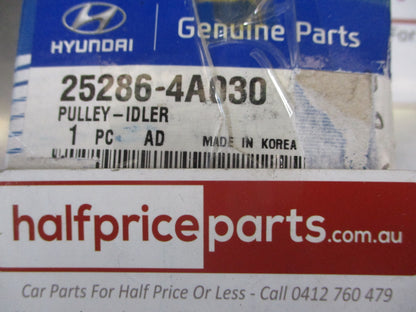 HYUNDAI
Genuine Parts
25286-4A030
PULLEY-IDLER
1 PC AD MADE IN KOREA
halfpriceparts.com.au
Car Parts For Half Price Or Less - Call 0412 760 479